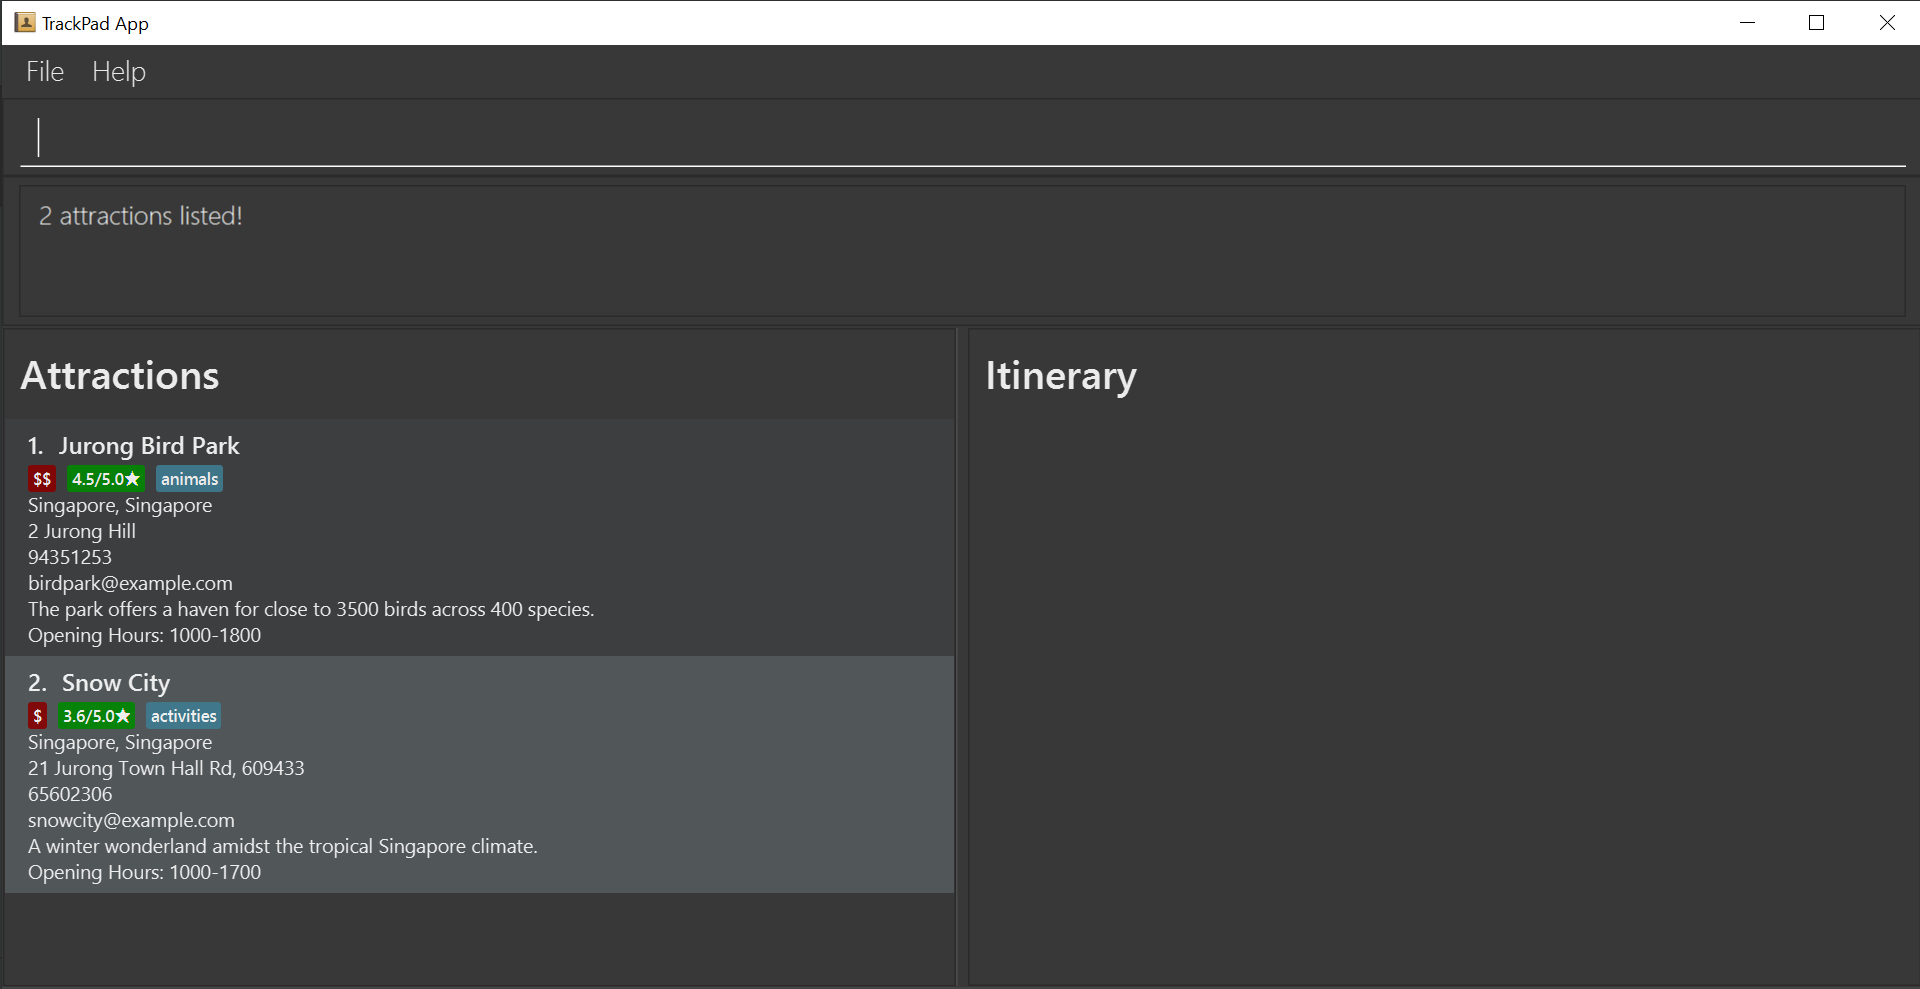 TrackPad App
File Help
2 attractions listed!
Attractions
1. Jurong Bird Park
$$ 4.5/5.0★ animals
Singapore, Singapore
2 Jurong Hill
94351253
birdpark@example.com
The park offers a haven for close to 3500 birds across 400 species.
Opening Hours: 1000-1800
2. Snow City
$ 3.6/5.0★ activities
Singapore, Singapore
21 Jurong Town Hall Rd, 609433
65602306
snowcity@example.com
A winter wonderland amidst the tropical Singapore climate.
Opening Hours: 1000-1700
Itinerary